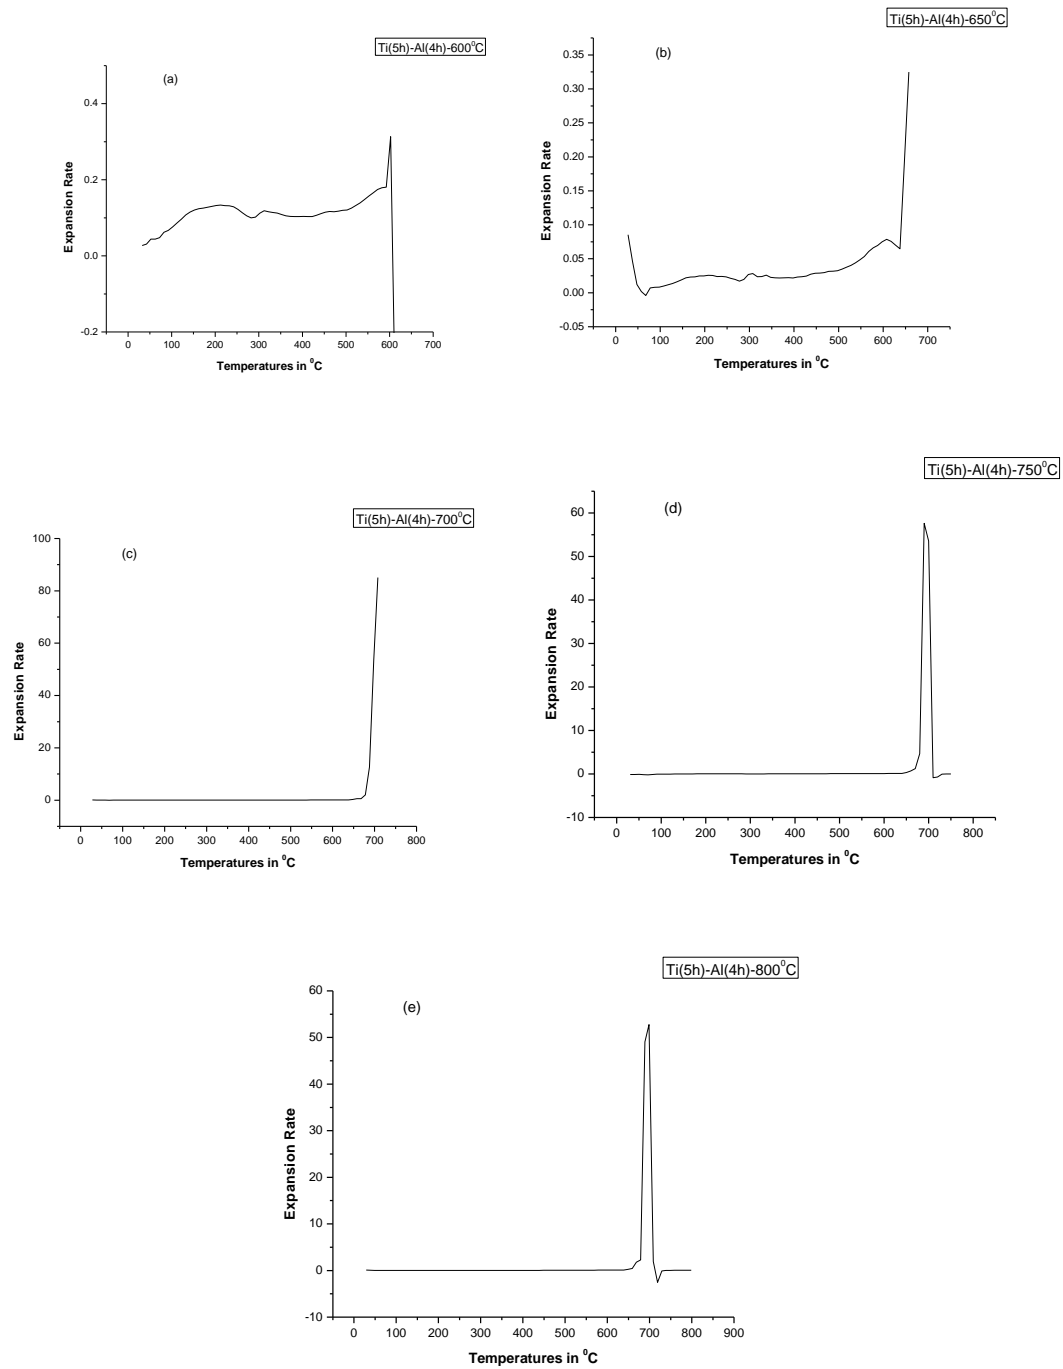 Ti(5h)-Al(4h)-600⁰C
(a)
0.4
0.2
0.0
-0.2
Expansion Rate
0 100 200 300 400 500 600 700
Temperatures in ⁰C
Ti(5h)-Al(4h)-650⁰C
(b)
0.35
0.30
0.25
0.20
0.15
0.10
0.05
0.00
-0.05
Expansion Rate
0 100 200 300 400 500 600 700
Temperatures in ⁰C
Ti(5h)-Al(4h)-700⁰C
(c)
100
80
60
40
20
0
Expansion Rate
0 100 200 300 400 500 600 700 800
Temperatures in ⁰C
Ti(5h)-Al(4h)-750⁰C
(d)
60
50
40
30
20
10
0
-10
Expansion Rate
0 100 200 300 400 500 600 700 800
Temperatures in ⁰C
Ti(5h)-Al(4h)-800⁰C
(e)
60
50
40
30
20
10
0
-10
Expansion Rate
0 100 200 300 400 500 600 700 800 900
Temperatures in ⁰C